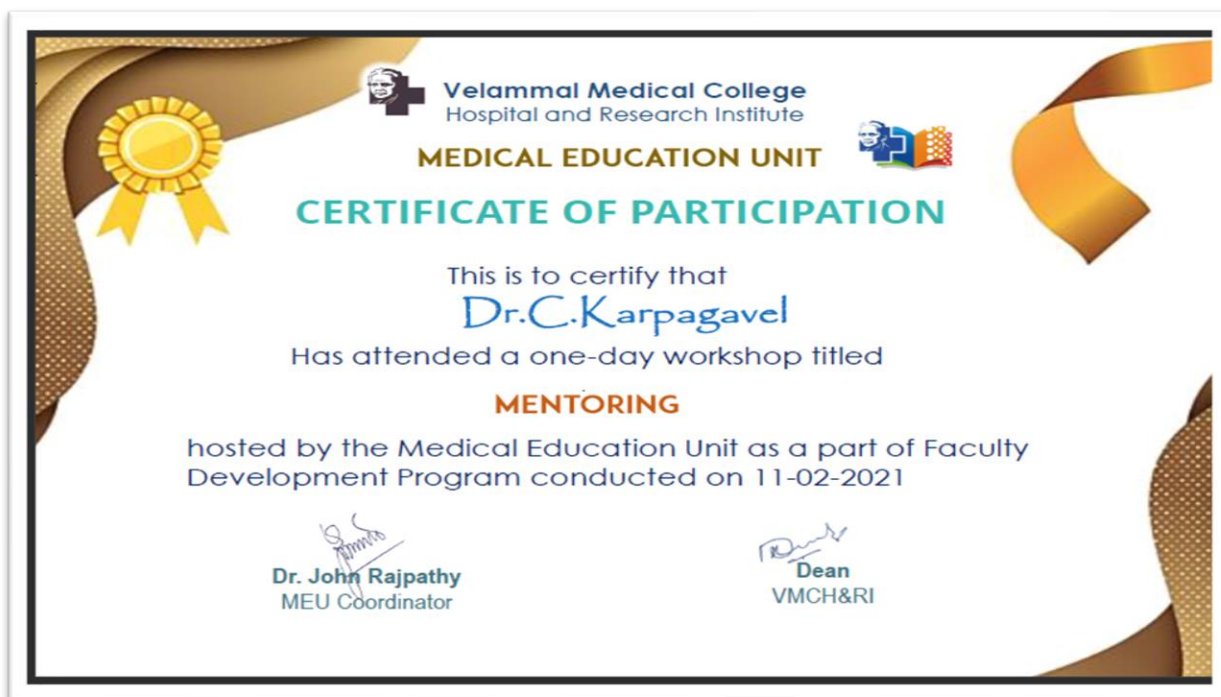 Velammal Medical College
Hospital and Research Institute
MEDICAL EDUCATION UNIT
CERTIFICATE OF PARTICIPATION
This is to certify that
Dr.C.Karpagavel
Has attended a one-day workshop titled
MENTORING
hosted by the Medical Education Unit as a part of Faculty
Development Program conducted on 11-02-2021
Dr. John Rajpathy
MEU Coordinator
Dean
VMCH&RI